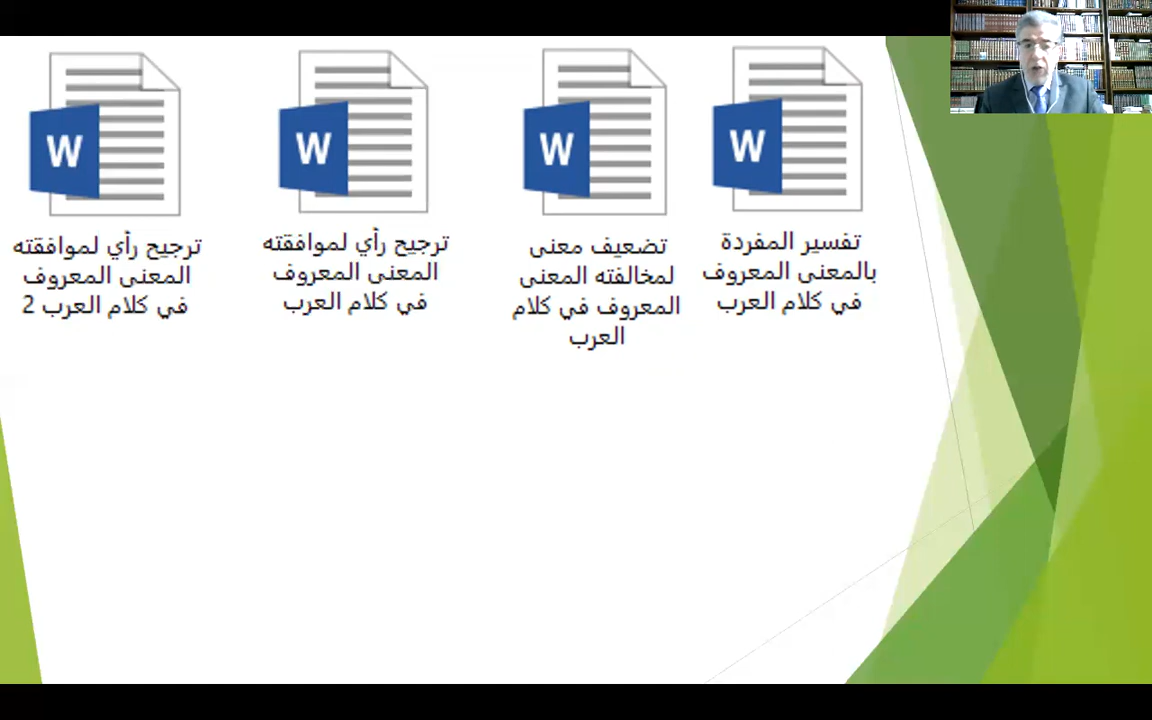 تفسير المفردة
بالمعنى المعروف
في كلام العرب
تضعيف معنى
لمخالفته المعنى
المعروف في كلام
العرب
ترجيح رأي لموافقته
المعنى المعروف
في كلام العرب
ترجيح رأي لموافقته
المعنى المعروف
في كلام العرب 2
W
W
W
W